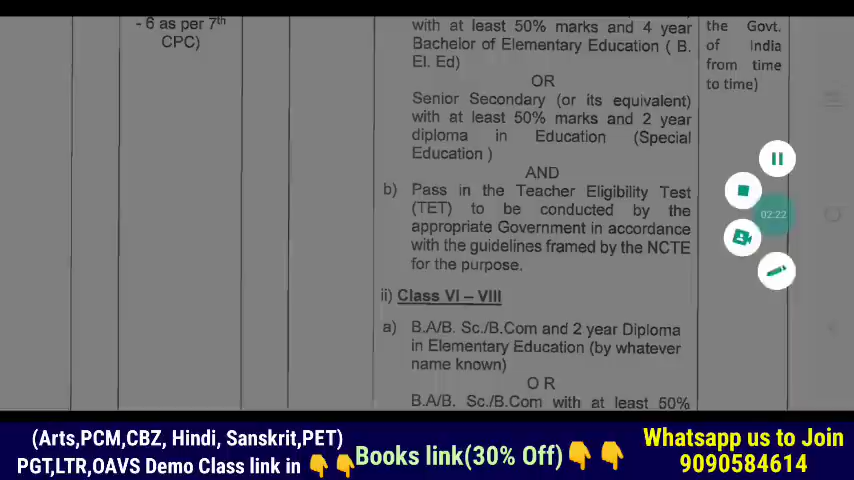 - 6 as per 7th
CPC)
with at least 50% marks and 4 year
Bachelor of Elementary Education ( B.
El. Ed)
OR
Senior Secondary (or its equivalent)
with at least 50% marks and 2 year
diploma in Education (Special
Education )
AND
b) Pass in the Teacher Eligibility Test
(TET) to be conducted by the
appropriate Government in accordance
with the guidelines framed by the NCTE
for the purpose.
ii) Class VI – VIII
a) B.A/B. Sc./B.Com and 2 year Diploma
in Elementary Education (by whatever
name known)
O R
B.A/B. Sc./B.Com with at least 50%
the Govt.
of India
from time
to time)
02:22
(Arts,PCM,CBZ, Hindi, Sanskrit,PET)
PGT,LTR,OAVS Demo Class link in 👇👇
Books link(30% Off)👇👇
Whatsapp us to Join
9090584614